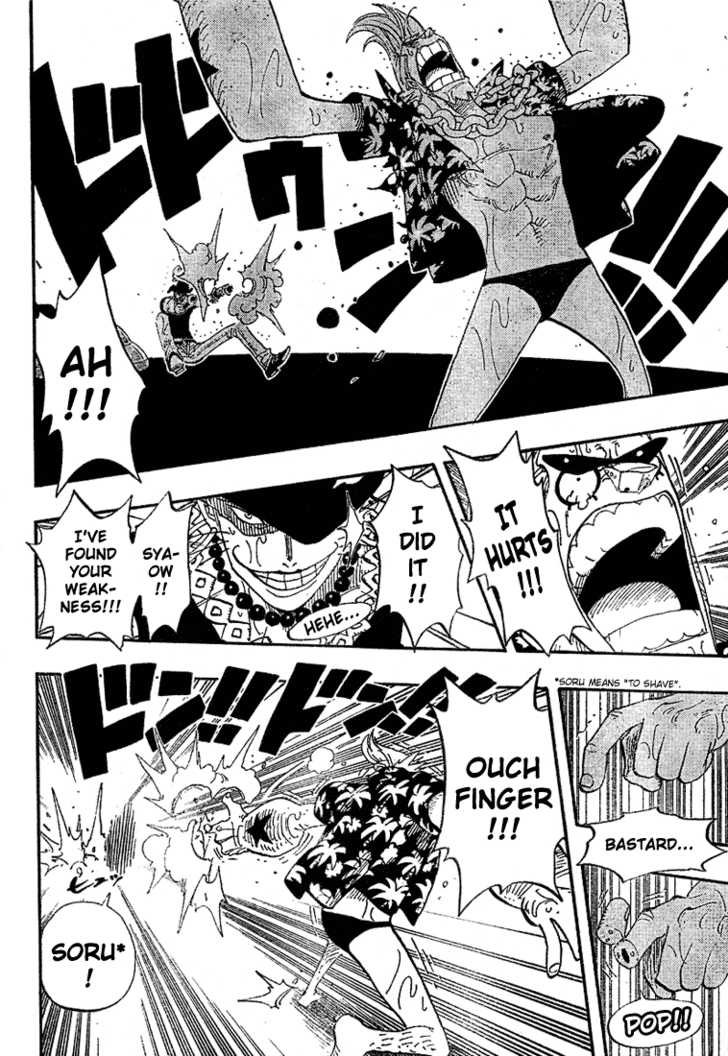 ドドウン
AH
!!!
IT
HURTS
!!!
I
DID
IT
!!
HEHE...
SYA-
OW
!!
I'VE
FOUND
YOUR
WEAK-
NESS!!!
*SORU MEANS "TO SHAVE".
BASTARD...
POP!!
OUCH
FINGER
!!!
ドン!!ドン!!
SORU*
!